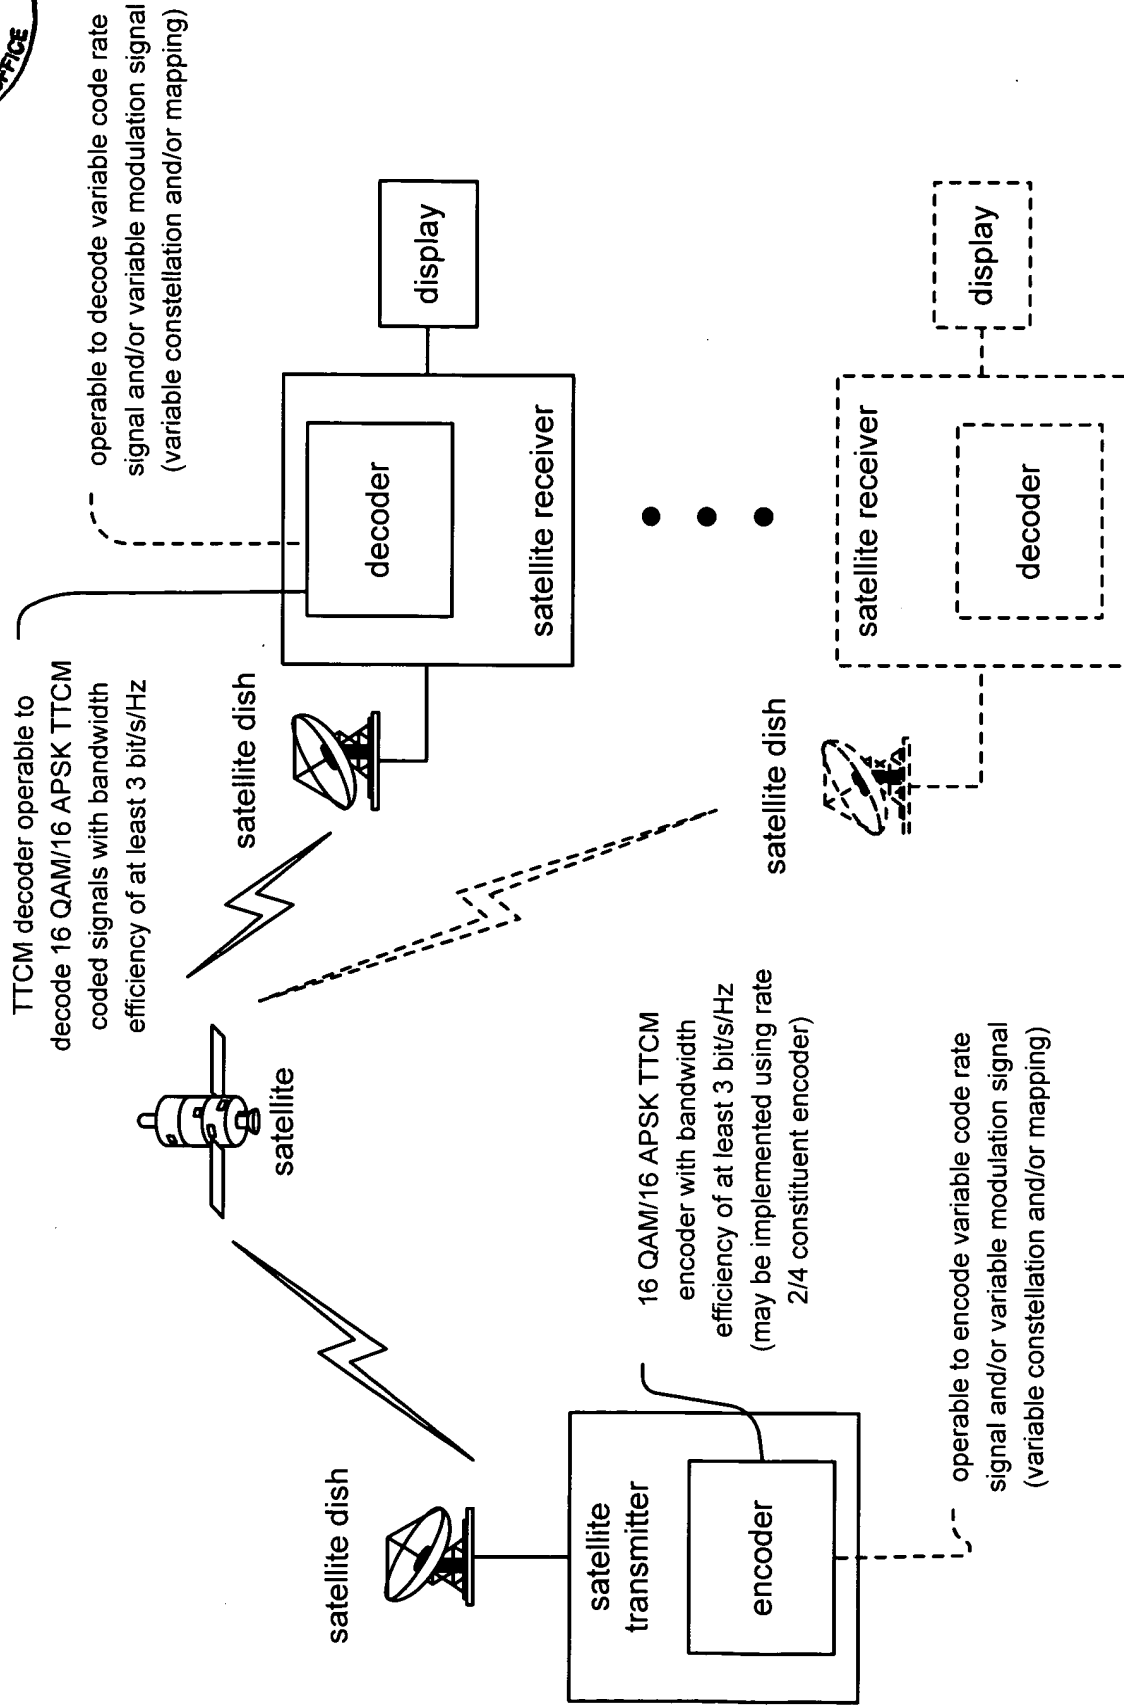 OFFICE
TTCM decoder operable to
decode 16 QAM/16 APSK TTCM
coded signals with bandwidth
efficiency of at least 3 bit/s/Hz
operable to decode variable code rate
signal and/or variable modulation signal
(variable constellation and/or mapping)
satellite
satellite dish
decoder
satellite receiver
display
satellite dish
satellite transmitter
encoder
16 QAM/16 APSK TTCM
encoder with bandwidth
efficiency of at least 3 bit/s/Hz
(may be implemented using rate
2/4 constituent encoder)
operable to encode variable code rate
signal and/or variable modulation signal
(variable constellation and/or mapping)
satellite dish
satellite receiver
decoder
display